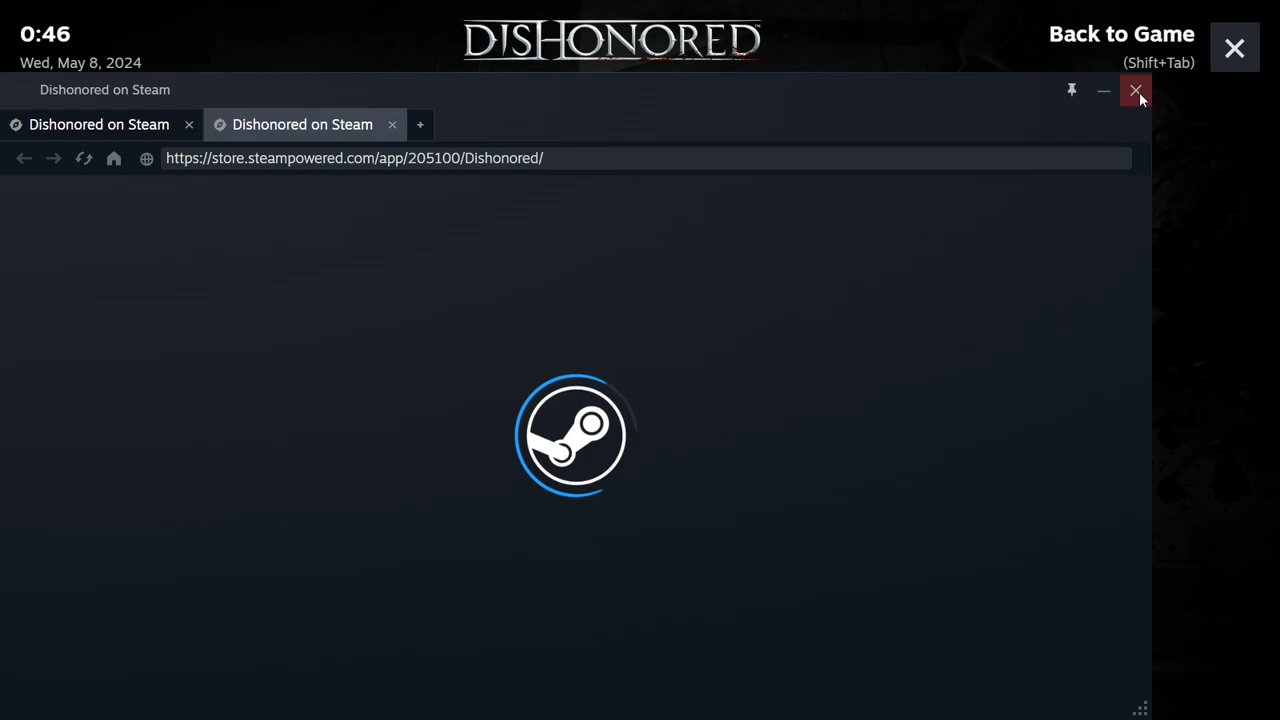 0:46
Wed, May 8, 2024
DISHONORED
Back to Game
(Shift+Tab)
Dishonored on Steam
Dishonored on Steam
Dishonored on Steam
https://store.steampowered.com/app/205100/Dishonored/